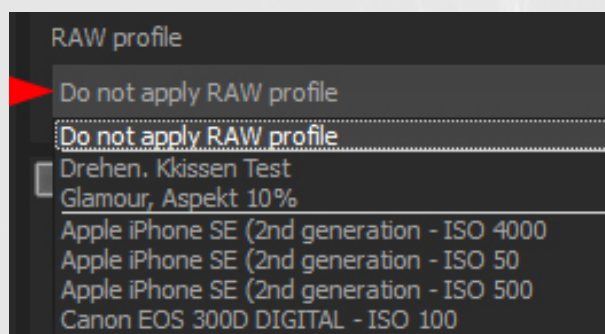 RAW profile
Do not apply RAW profile
Do not apply RAW profile
Drehen. Kkissen Test
Glamour, Aspekt 10%
Apple iPhone SE (2nd generation - ISO 4000
Apple iPhone SE (2nd generation - ISO 50
Apple iPhone SE (2nd generation - ISO 500
Canon EOS 300D DIGITAL - ISO 100